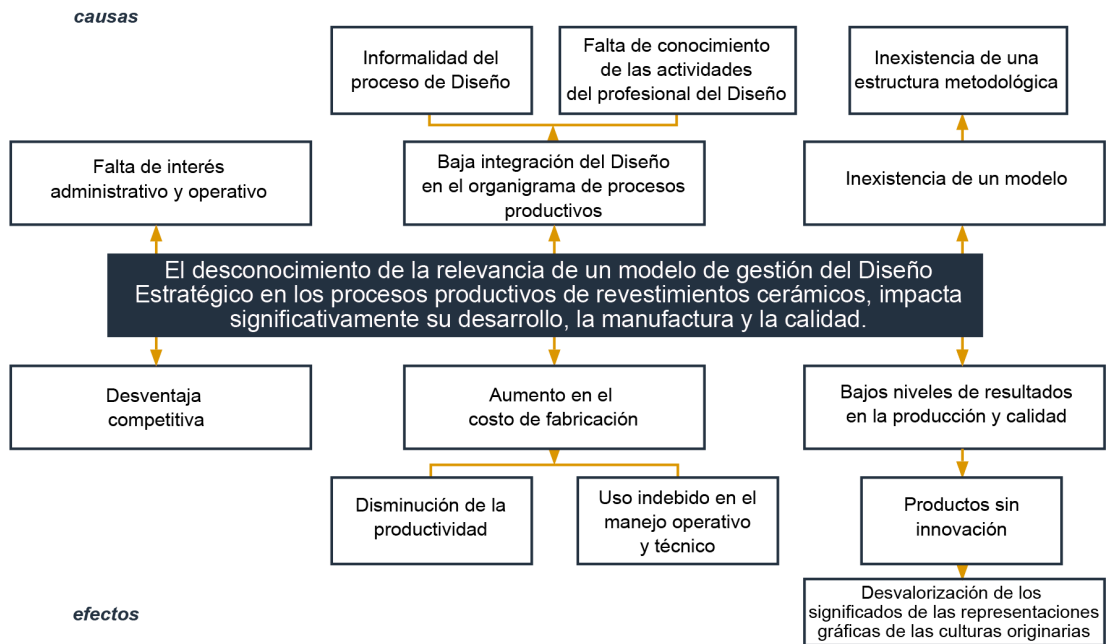 causas
Informalidad del
proceso de Diseño
Falta de conocimiento
de las actividades
del profesional del Diseño
Inexistencia de una
estructura metodológica
Falta de interés
administrativo y operativo
Baja integración del Diseño
en el organigrama de procesos
productivos
Inexistencia de un modelo
El desconocimiento de la relevancia de un modelo de gestión del Diseño
Estratégico en los procesos productivos de revestimientos cerámicos, impacta
significativamente su desarrollo, la manufactura y la calidad.
Desventaja
competitiva
Aumento en el
costo de fabricación
Bajos niveles de resultados
en la producción y calidad
Disminución de la
productividad
Uso indebido en el
manejo operativo
y técnico
Productos sin
innovación
Desvalorización de los
significados de las representaciones
gráficas de las culturas originarias
efectos